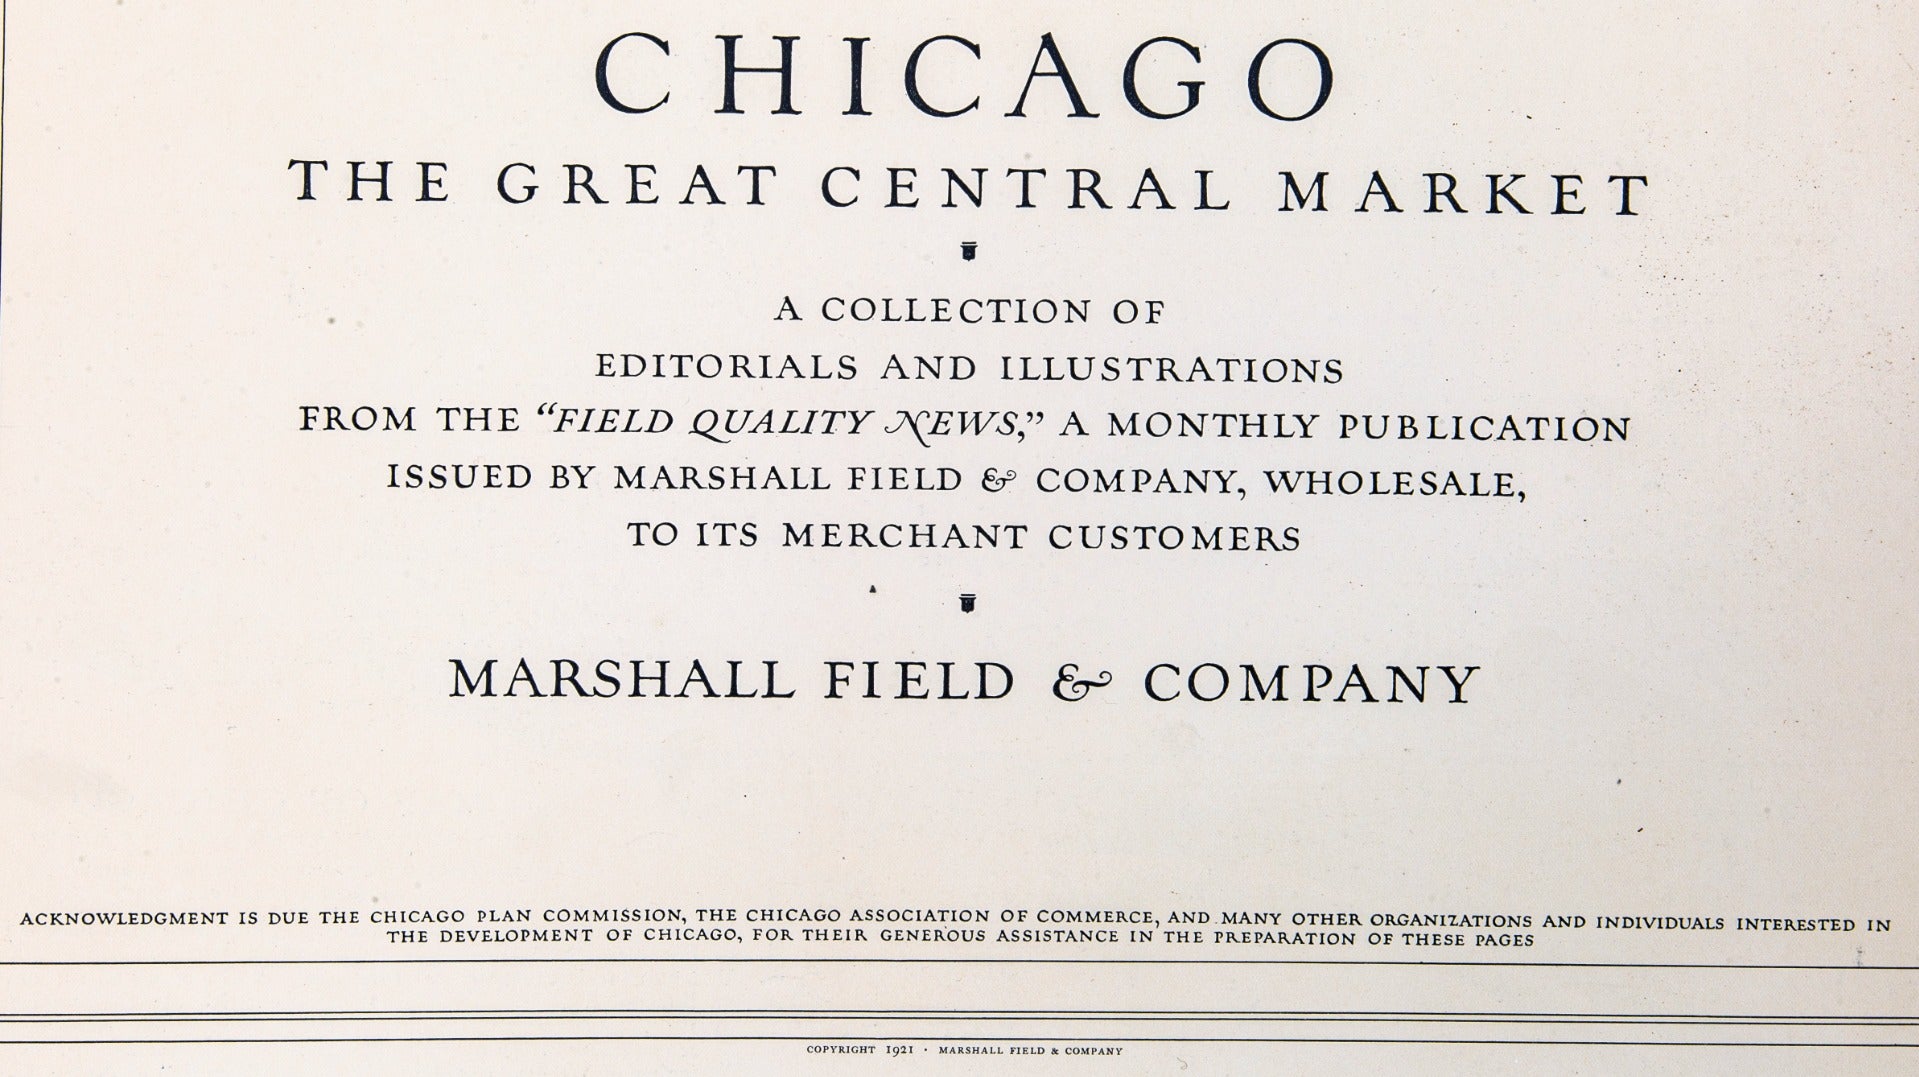 CHICAGO
THE GREAT CENTRAL MARKET
A COLLECTION OF
EDITORIALS AND ILLUSTRATIONS
FROM THE “FIELD QUALITY NEWS,” A MONTHLY PUBLICATION
ISSUED BY MARSHALL FIELD & COMPANY, WHOLESALE,
TO ITS MERCHANT CUSTOMERS
MARSHALL FIELD & COMPANY
ACKNOWLEDGMENT IS DUE THE CHICAGO PLAN COMMISSION, THE CHICAGO ASSOCIATION OF COMMERCE, AND MANY OTHER ORGANIZATIONS AND INDIVIDUALS INTERESTED IN
THE DEVELOPMENT OF CHICAGO, FOR THEIR GENEROUS ASSISTANCE IN THE PREPARATION OF THESE PAGES
COPYRIGHT 1921 · MARSHALL FIELD & COMPANY